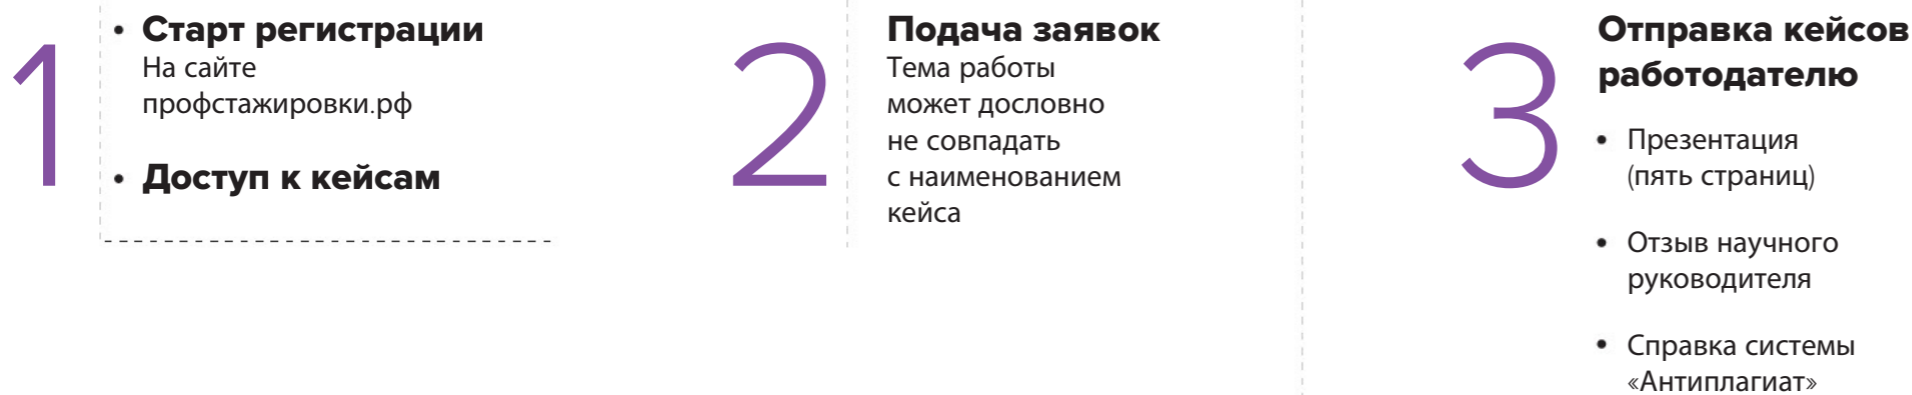 1
• Старт регистрации
На сайте
профстажировки.рф
• Доступ к кейсам
2
Подача заявок
Тема работы
может дословно
не совпадать
с наименованием
кейса
3
Отправка кейсов
работодателю
• Презентация
(пять страниц)
• Отзыв научного
руководителя
• Справка системы
«Антиплагиат»